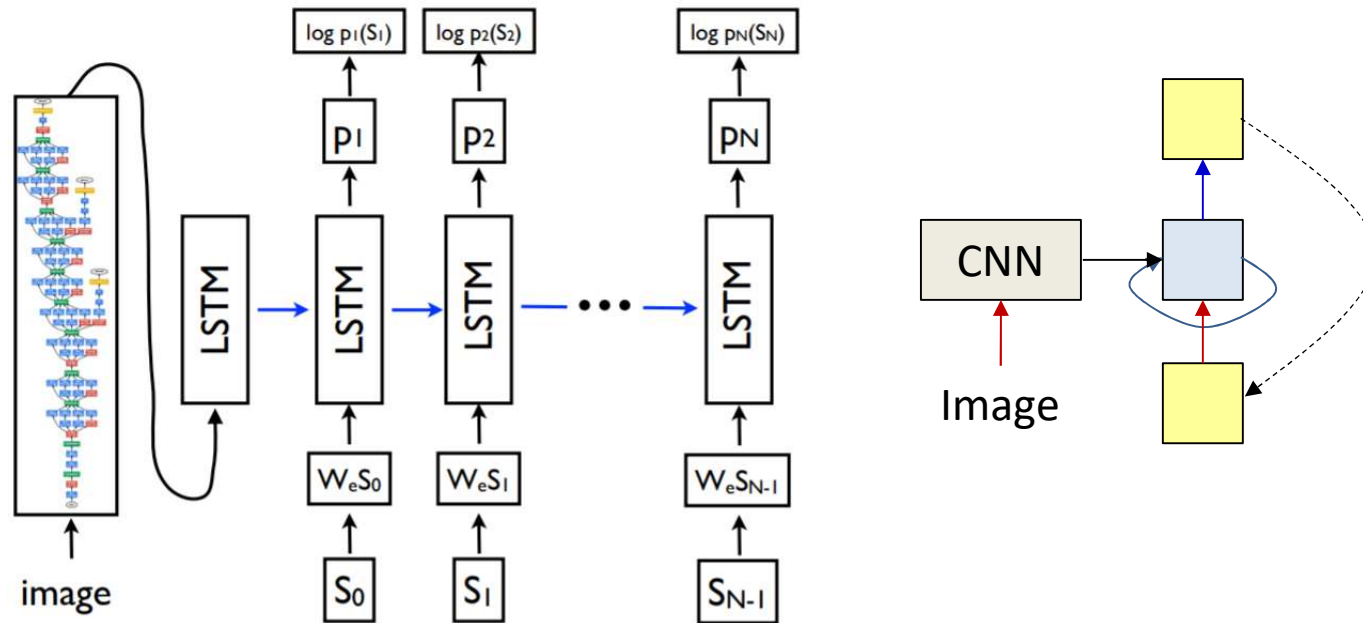 log p1(S1) log p2(S2) log pN(SN)
p1 p2 pN
LSTM LSTM LSTM LSTM
WeS0 WeS1 WeSN-1
S0 S1 SN-1
image
CNN
Image